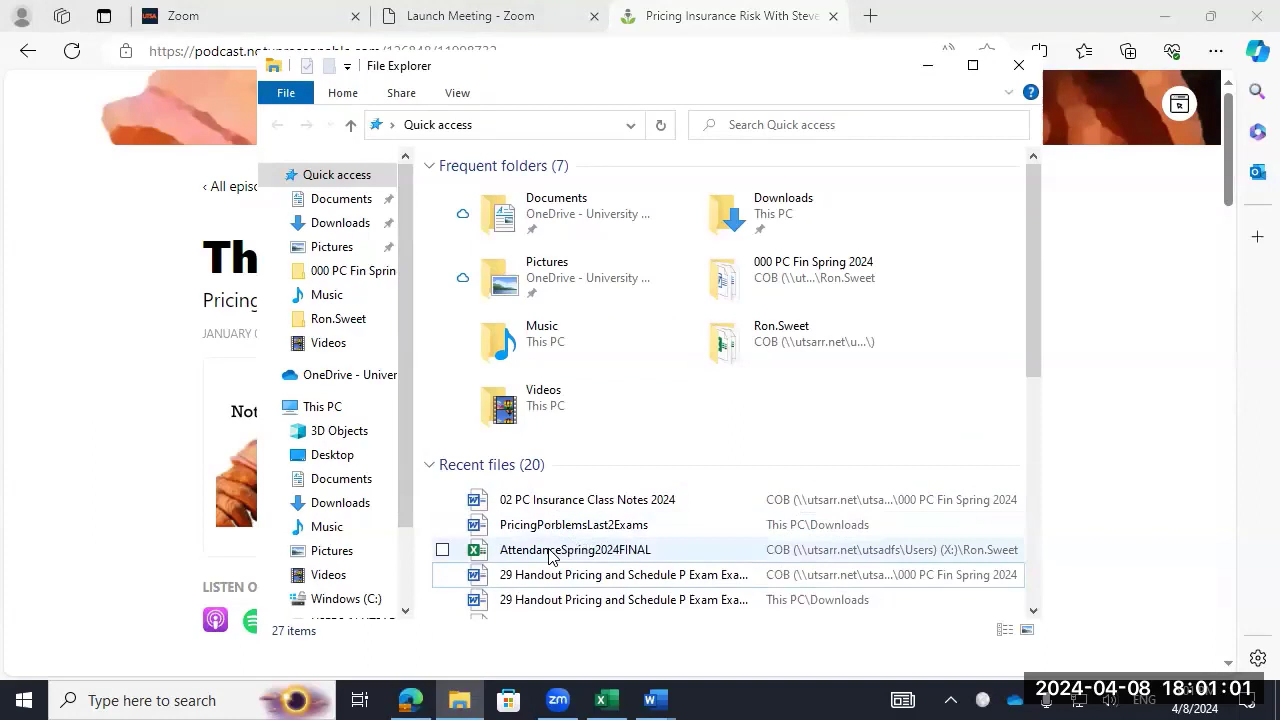 Zoom
Launch Meeting - Zoom
Pricing Insurance Risk With Steve
https://podcast.notunreasonable.com/126848/11998732
File Explorer
File
Home
Share
View
Quick access
Search Quick access
‹ All episo
Th
Pricing
JANUARY
Not
LISTEN O
Quick access
Documents
Downloads
Pictures
000 PC Fin Sprin
Music
Ron.Sweet
Videos
OneDrive - Univer
This PC
3D Objects
Desktop
Documents
Downloads
Music
Pictures
Videos
Windows (C:)
Frequent folders (7)
Documents
OneDrive - University ...
Downloads
This PC
Pictures
OneDrive - University ...
000 PC Fin Spring 2024
COB (\\ut...\Ron.Sweet
Music
This PC
Ron.Sweet
COB (\\utsarr.net\u...\)
Videos
This PC
Recent files (20)
02 PC Insurance Class Notes 2024
COB (\\utsarr.net\utsa...\000 PC Fin Spring 2024
PricingPorblemsLast2Exams
This PC\Downloads
AttendanceSpring2024FINAL
COB (\\utsarr.net\utsadfs\Users) (X:)\Ron.Sweet
29 Handout Pricing and Schedule P Exam Exa...
COB (\\utsarr.net\utsa...\000 PC Fin Spring 2024
29 Handout Pricing and Schedule P Exam Exa...
This PC\Downloads
27 items
Type here to search
ENG
2024-04-08 18:01:01
4/8/2024